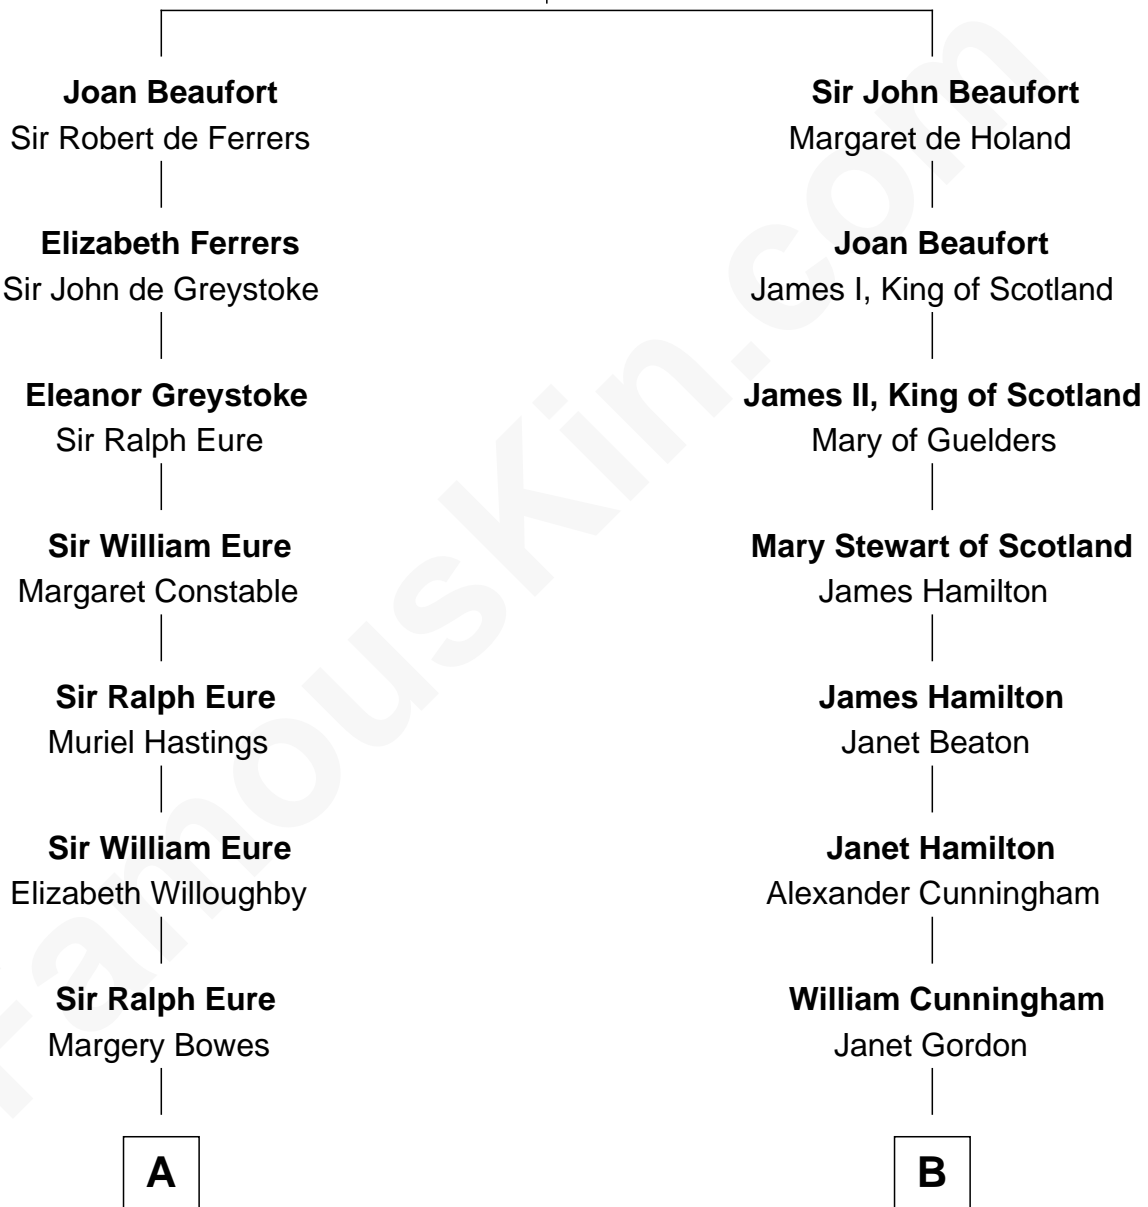 Joan Beaufort
Sir Robert de Ferrers
Elizabeth Ferrers
Sir John de Greystoke
Eleanor Greystoke
Sir Ralph Eure
Sir William Eure
Margaret Constable
Sir Ralph Eure
Muriel Hastings
Sir William Eure
Elizabeth Willoughby
Sir Ralph Eure
Margery Bowes
A
Sir John Beaufort
Margaret de Holand
Joan Beaufort
James I, King of Scotland
James II, King of Scotland
Mary of Guelders
Mary Stewart of Scotland
James Hamilton
James Hamilton
Janet Beaton
Janet Hamilton
Alexander Cunningham
William Cunningham
Janet Gordon
B
FamousKin.com